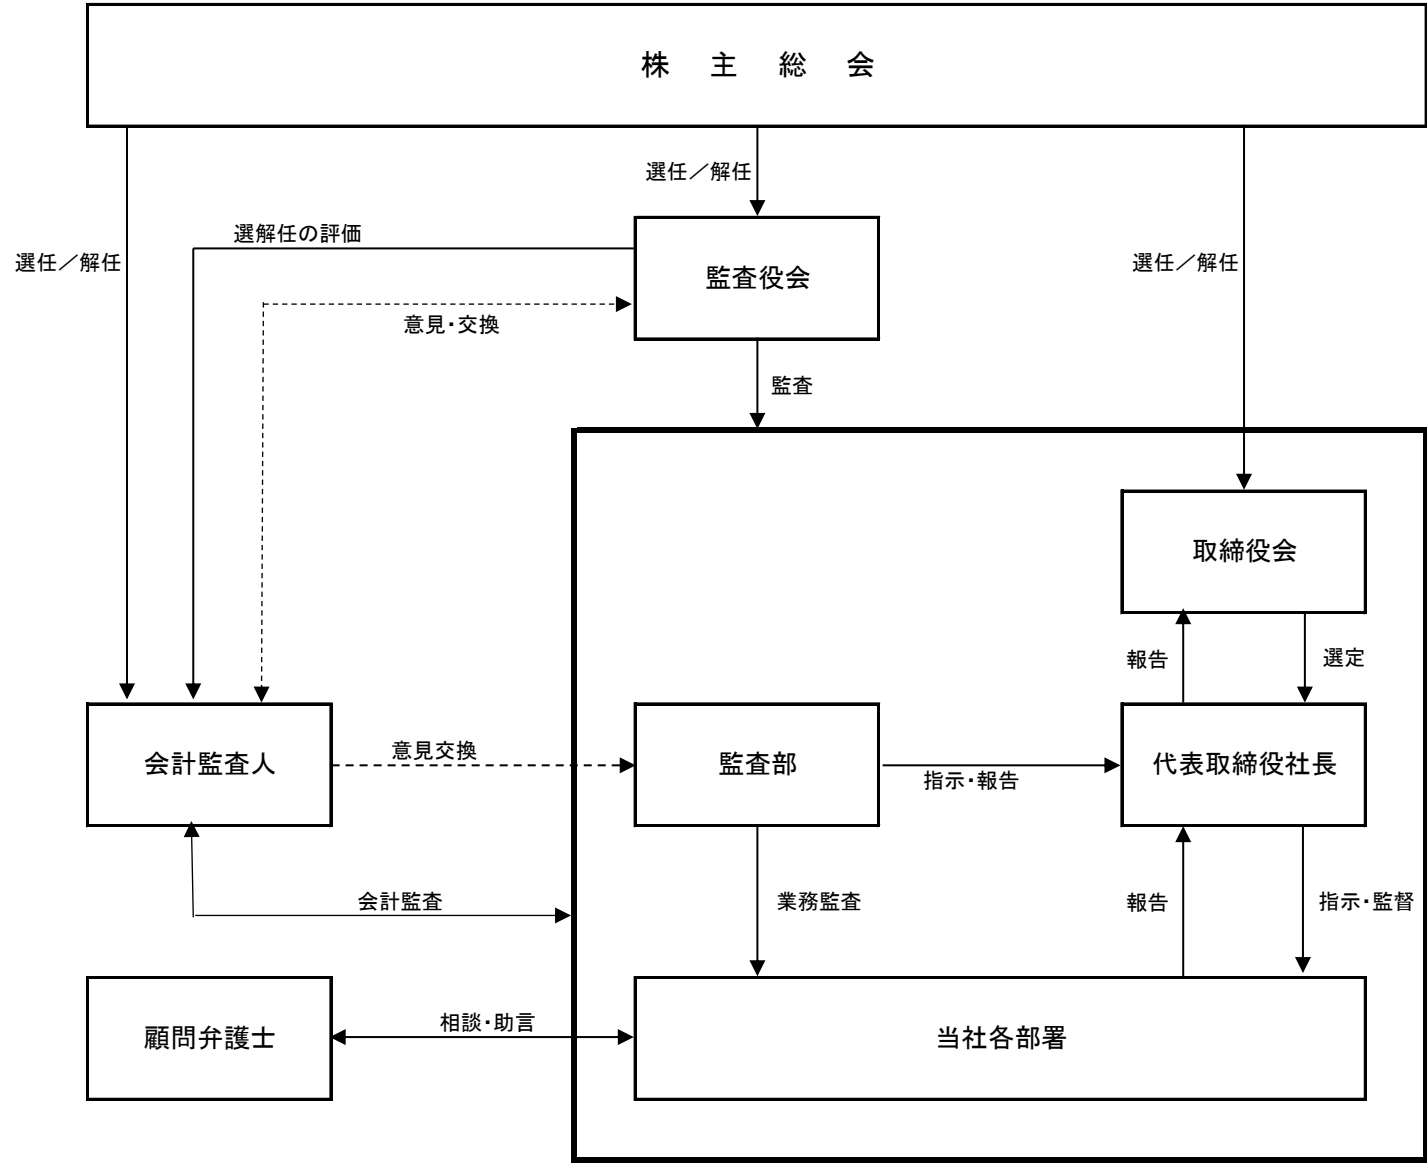 株　主　総　会
選任／解任
選解任の評価
選任／解任
選任／解任
監査役会
意見・交換
監査
取締役会
報告
選定
会計監査人
意見交換
監査部
指示・報告
代表取締役社長
会計監査
業務監査
報告
指示・監督
顧問弁護士
相談・助言
当社各部署